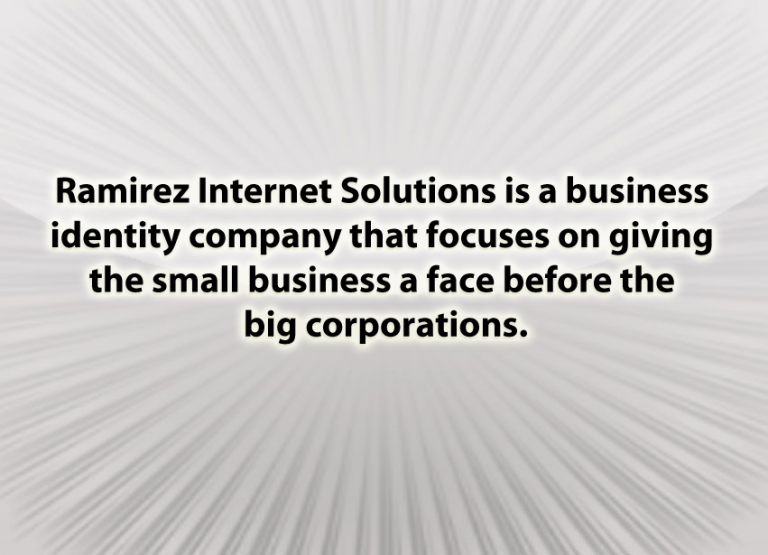 Ramirez Internet Solutions is a business
identity company that focuses on giving
the small business a face before the
big corporations.